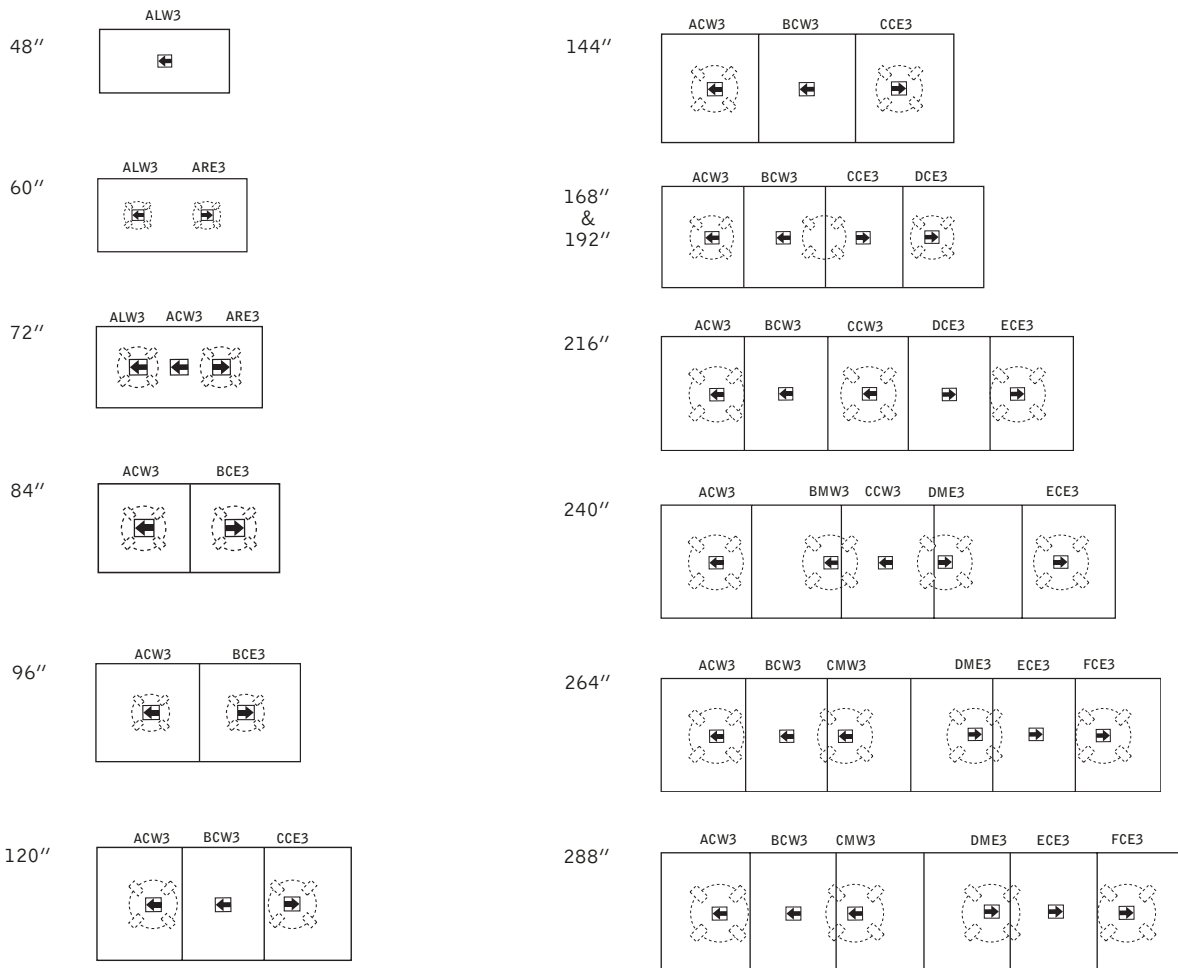 48″
ALW3
60″
ALW3 ARE3
72″
ALW3 ACW3 ARE3
84″
ACW3 BCE3
96″
ACW3 BCE3
120″
ACW3 BCW3 CCE3
144″
ACW3 BCW3 CCE3
168″
&
192″
ACW3 BCW3 CCE3 DCE3
216″
ACW3 BCW3 CCW3 DCE3 ECE3
240″
ACW3 BMW3 CCW3 DME3 ECE3
264″
ACW3 BCW3 CMW3 DME3 ECE3 FCE3
288″
ACW3 BCW3 CMW3 DME3 ECE3 FCE3